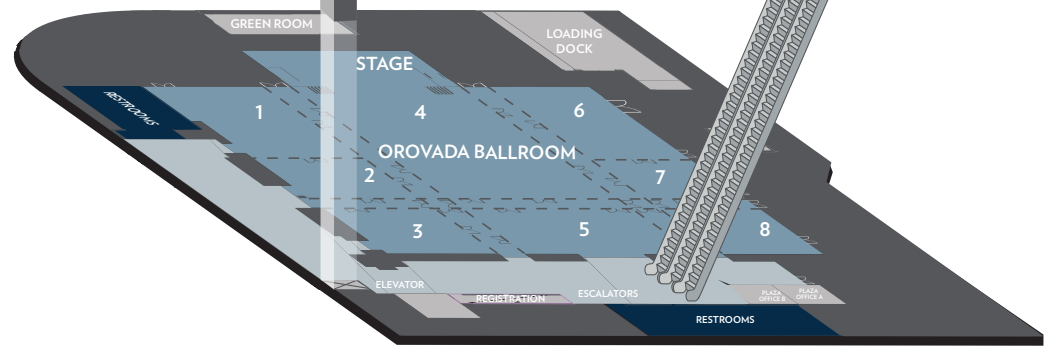 GREEN ROOM
LOADING
DOCK
STAGE
RESTROOMS
1
4
6
OROVADA BALLROOM
2
7
3
5
8
ELEVATOR
REGISTRATION
ESCALATORS
PLAZA
OFFICE B
PLAZA
OFFICE A
RESTROOMS